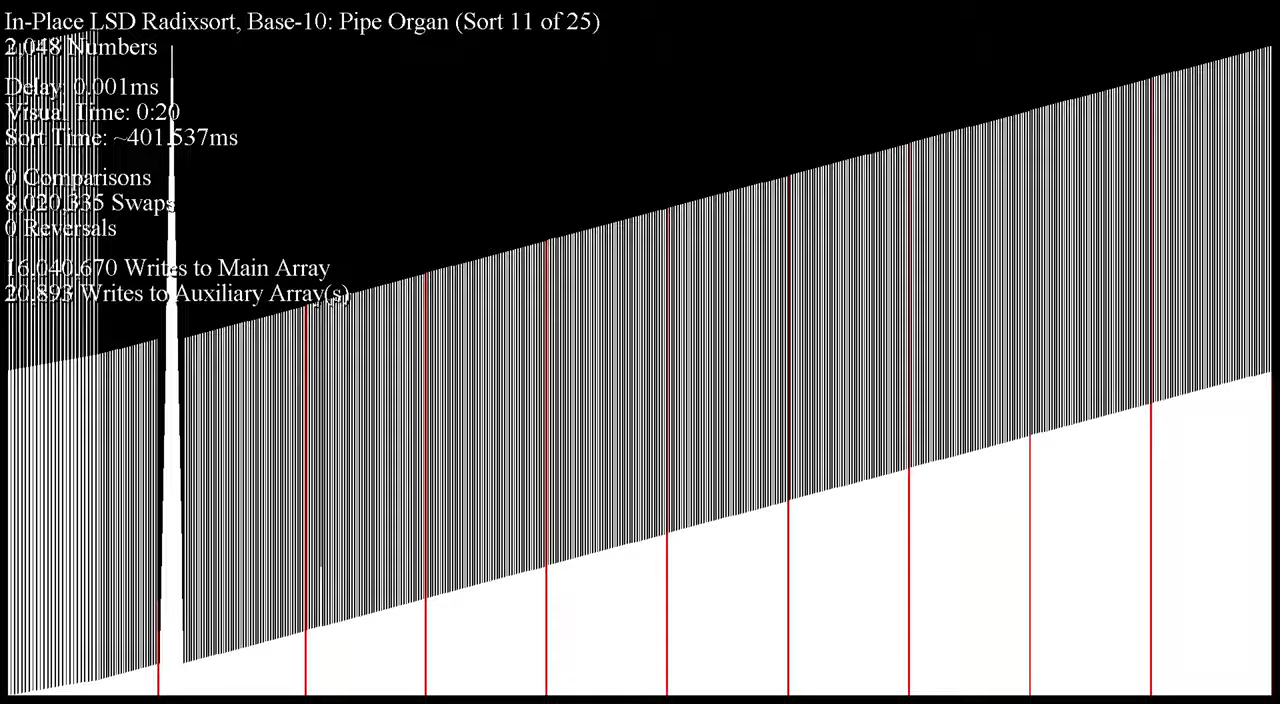 In-Place LSD Radixsort, Base-10: Pipe Organ (Sort 11 of 25)
2,048 Numbers
Delay: 0.001ms
Visual Time: 0:20
Sort Time: ~401.537ms
0 Comparisons
8,020,335 Swaps
0 Reversals
16,040,670 Writes to Main Array
20,893 Writes to Auxiliary Array(s)